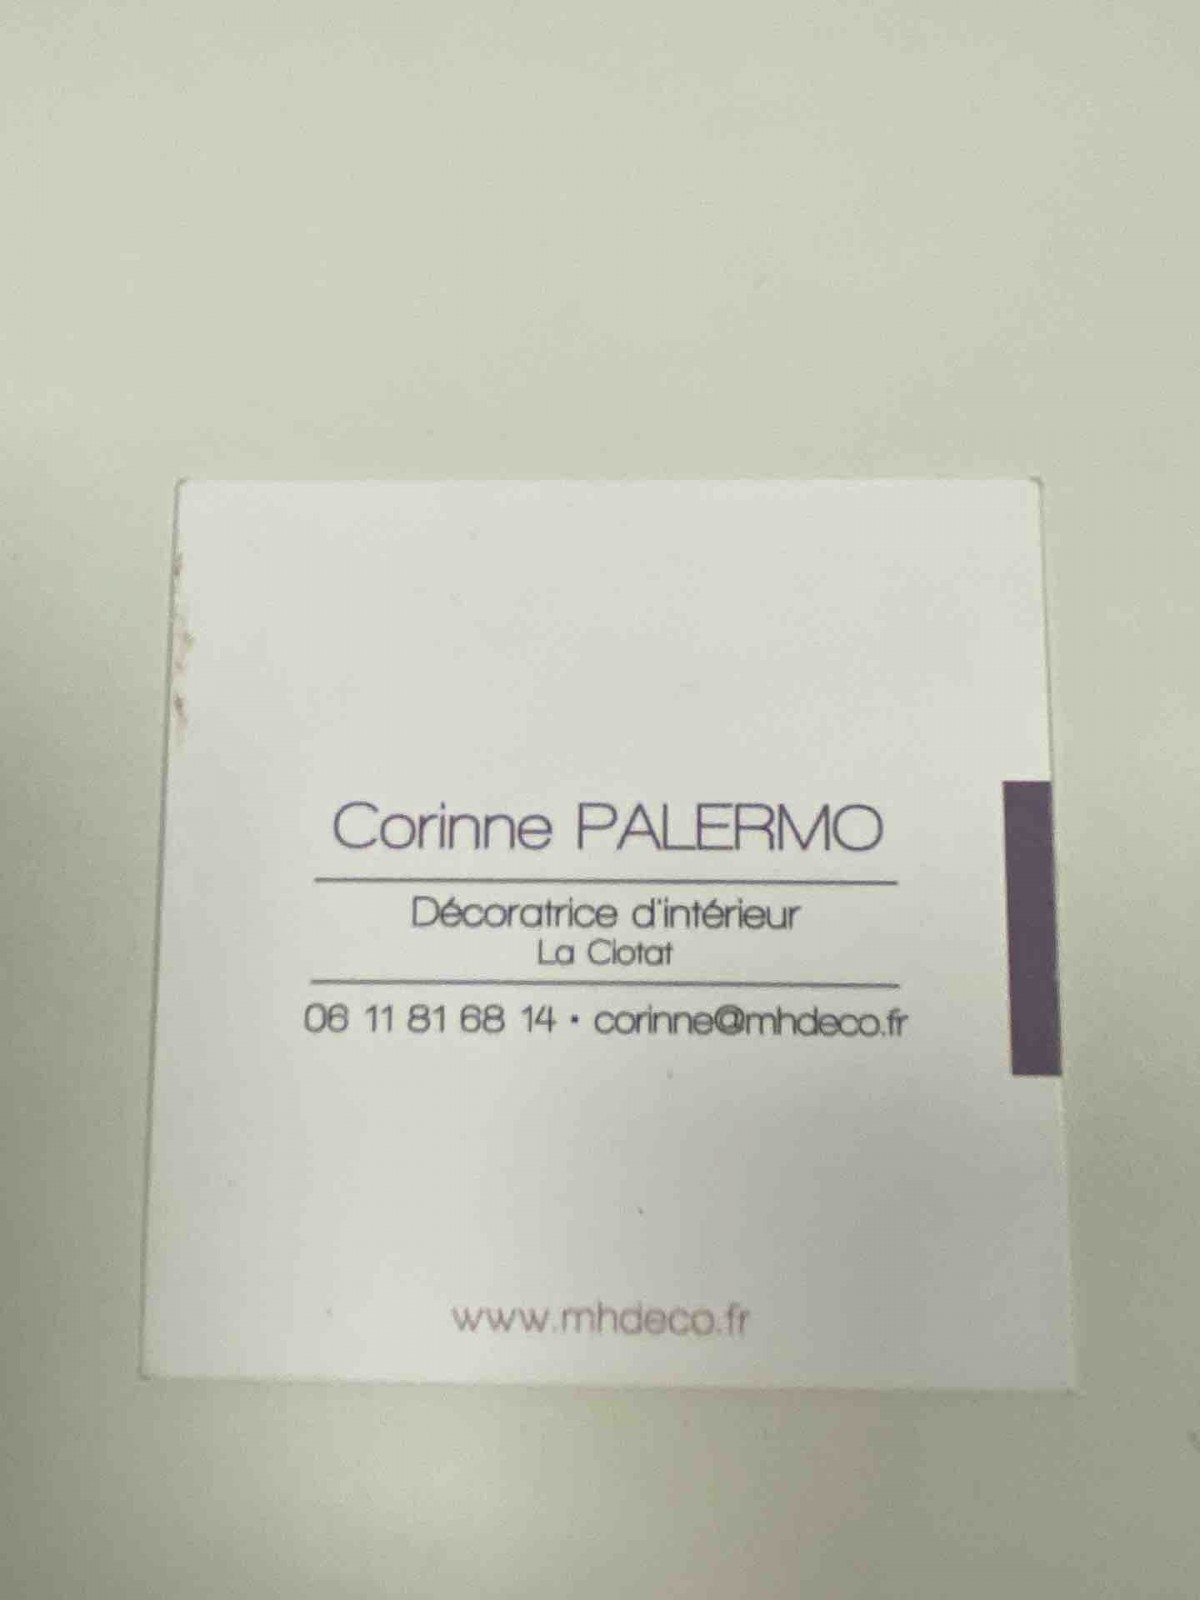 Corinne PALERMO
Décoratrice d'intérieur
La Ciotat
06 11 81 68 14 • corinne@mhdeco.fr
www.mhdeco.fr